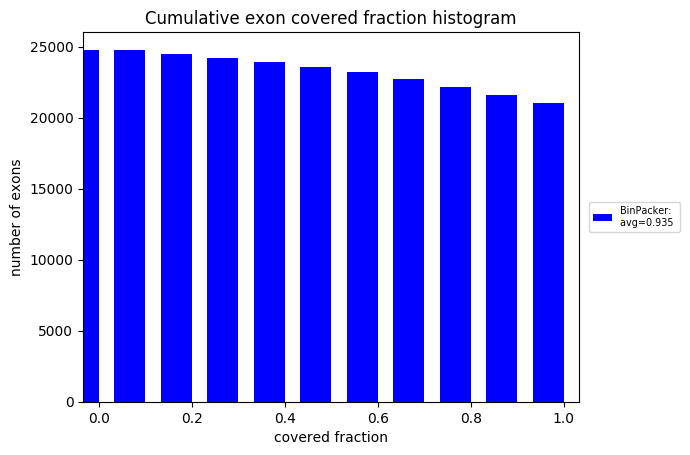 Cumulative exon covered fraction histogram
25000
20000
15000
10000
5000
0
number of exons
0.0 0.2 0.4 0.6 0.8 1.0
covered fraction
BinPacker:
avg=0.935